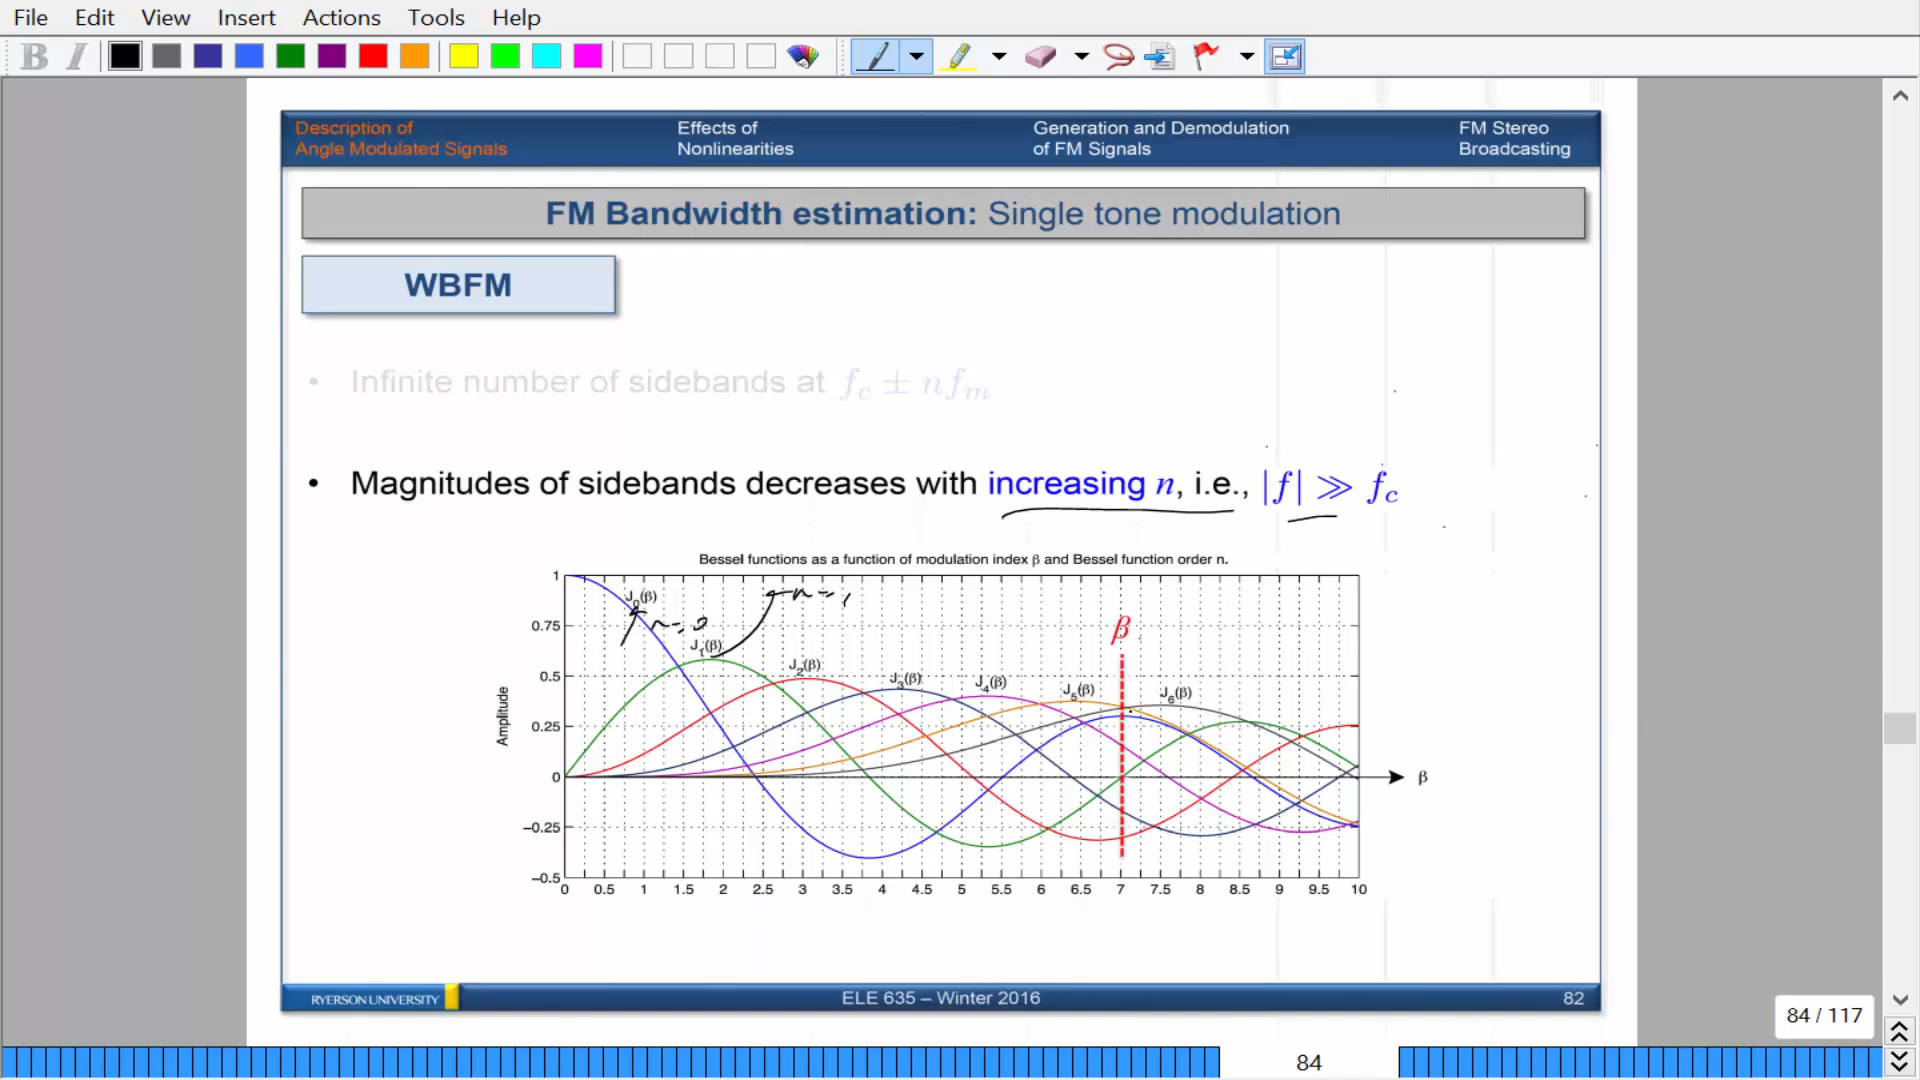 File Edit View Insert Actions Tools Help
B I
Description of
Angle Modulated Signals
Effects of
Nonlinearities
Generation and Demodulation
of FM Signals
FM Stereo
Broadcasting
FM Bandwidth estimation: Single tone modulation
WBFM
• Infinite number of sidebands at f_c ± nf_m
• Magnitudes of sidebands decreases with increasing n, i.e., |f| ≫ f_c
Bessel functions as a function of modulation index β and Bessel function order n.
Amplitude
1
0.75
0.5
0.25
0
−0.25
−0.5
J_0(β)
n=0
n=1
J_1(β)
J_2(β)
J_3(β)
J_4(β)
J_5(β)
J_6(β)
β
β
0 0.5 1 1.5 2 2.5 3 3.5 4 4.5 5 5.5 6 6.5 7 7.5 8 8.5 9 9.5 10
RYERSON UNIVERSITY
ELE 635 – Winter 2016
82
84 / 117
84